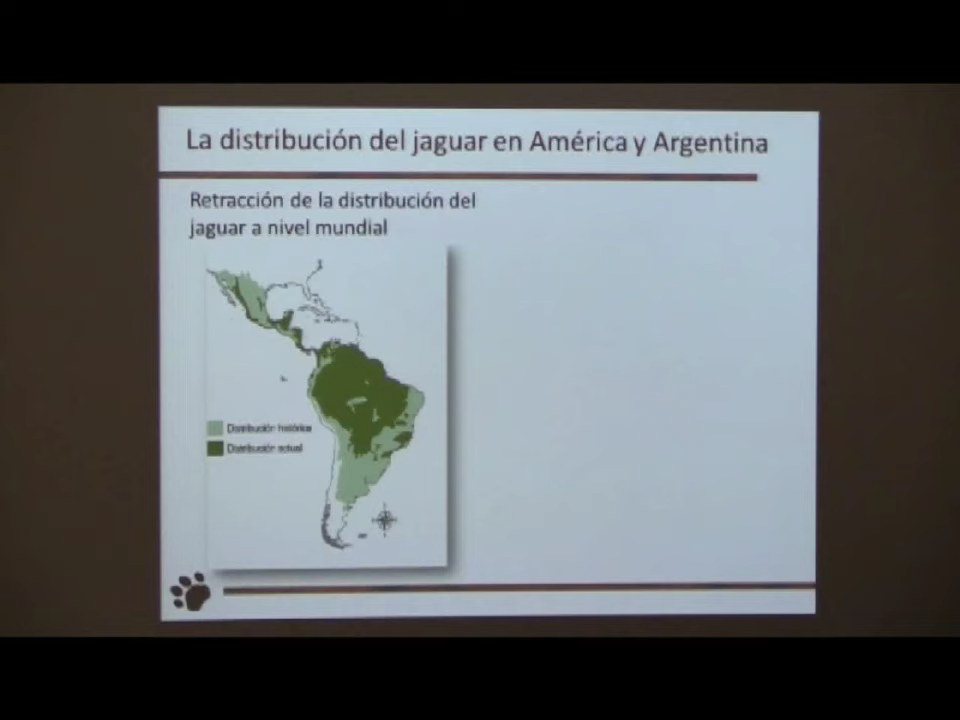 La distribución del jaguar en América y Argentina
Retracción de la distribución del
jaguar a nivel mundial
Distribución histórica
Distribución actual